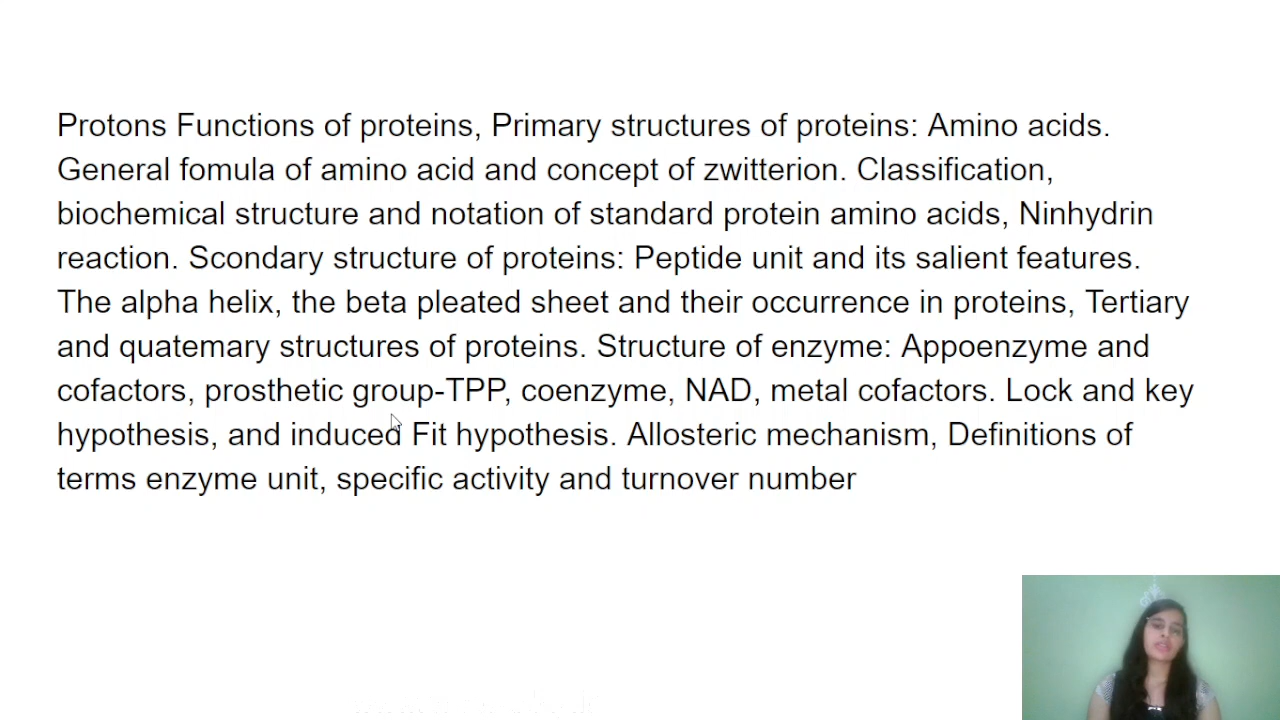 Protons Functions of proteins, Primary structures of proteins: Amino acids.
General fomula of amino acid and concept of zwitterion. Classification,
biochemical structure and notation of standard protein amino acids, Ninhydrin
reaction. Scondary structure of proteins: Peptide unit and its salient features.
The alpha helix, the beta pleated sheet and their occurrence in proteins, Tertiary
and quatemary structures of proteins. Structure of enzyme: Appoenzyme and
cofactors, prosthetic group-TPP, coenzyme, NAD, metal cofactors. Lock and key
hypothesis, and induced Fit hypothesis. Allosteric mechanism, Definitions of
terms enzyme unit, specific activity and turnover number